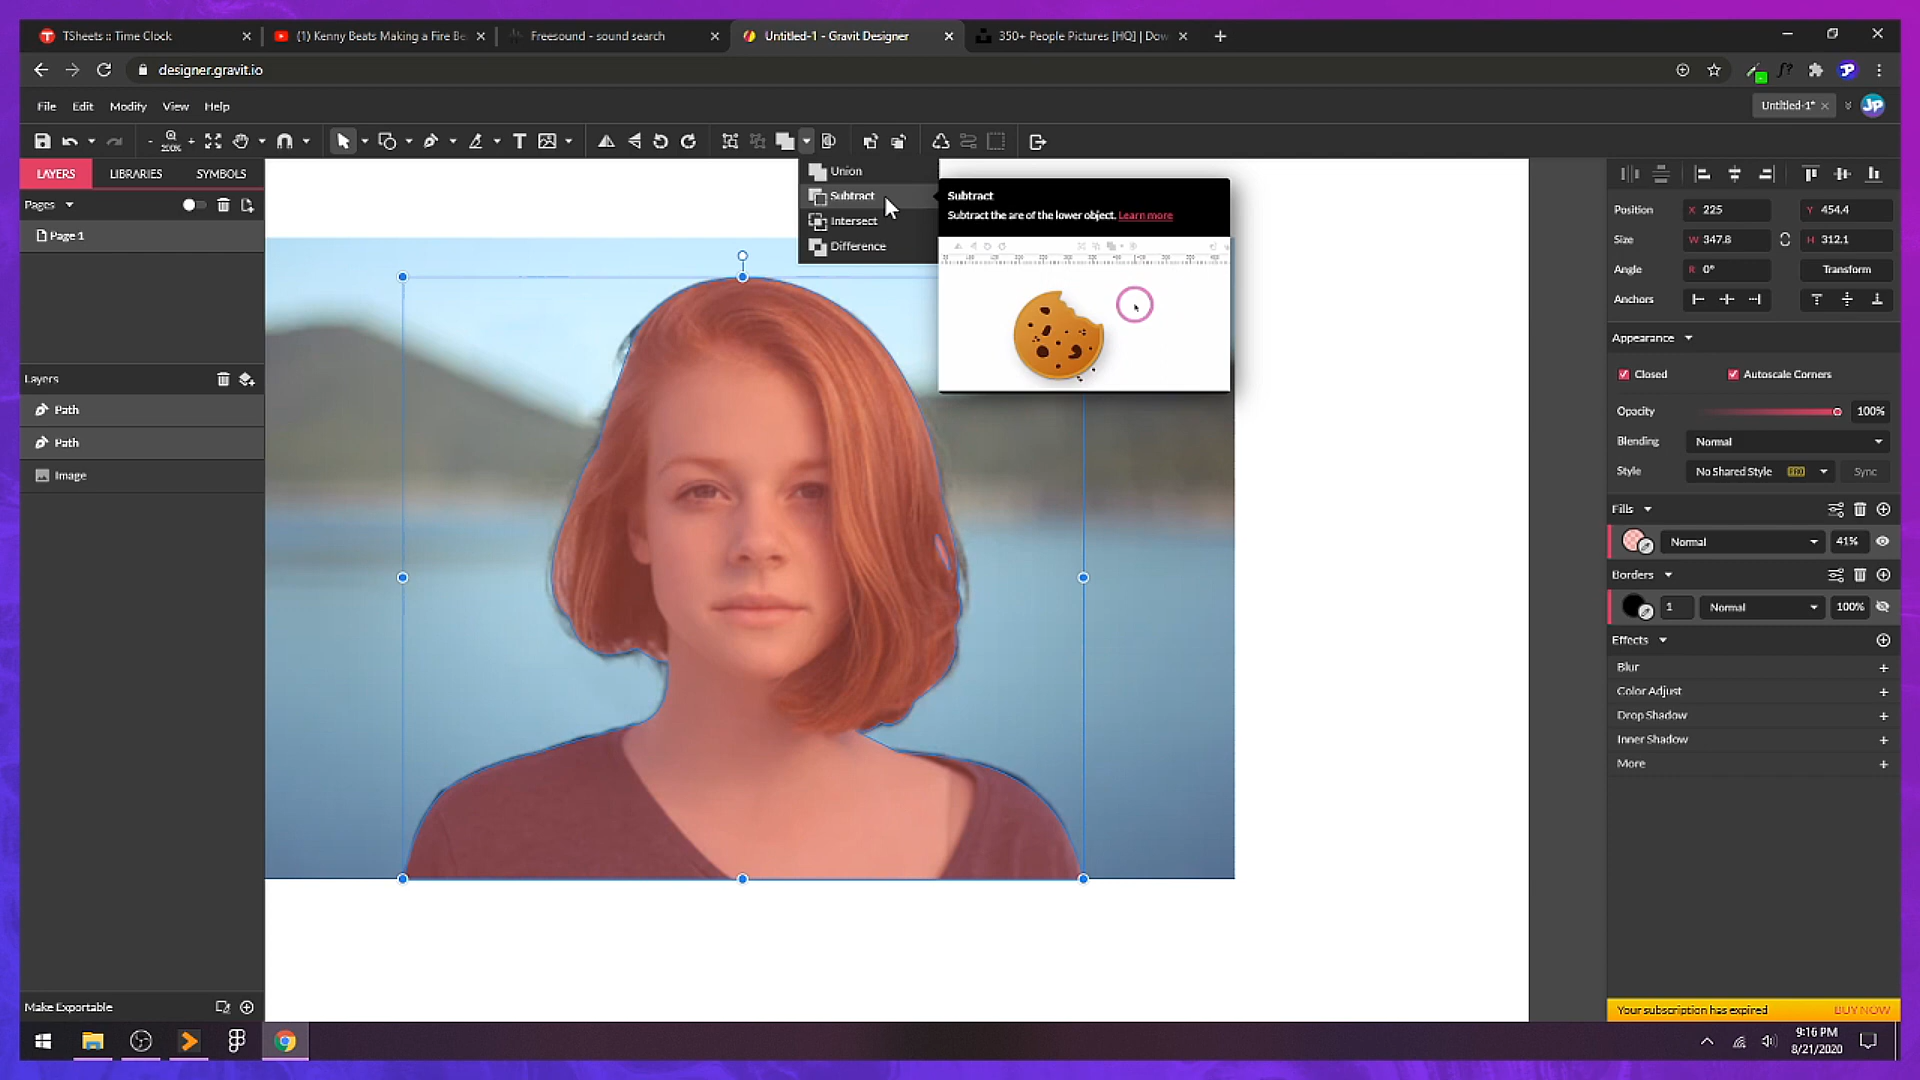 TSheets :: Time Clock
(1) Kenny Beats Making a Fire Be
Freesound - sound search
Untitled-1 - Gravit Designer
350+ People Pictures [HQ] | Dow
designer.gravit.io
File Edit Modify View Help
Untitled-1*
JP
200%
LAYERS LIBRARIES SYMBOLS
Pages
Page 1
Layers
Path
Path
Image
Make Exportable
Union
Subtract
Intersect
Difference
Subtract
Subtract the are of the lower object. Learn more
Position X 225 Y 454.4
Size W 347.8 H 312.1
Angle R 0° Transform
Anchors
Appearance
Closed Autoscale Corners
Opacity 100%
Blending Normal
Style No Shared Style Sync
Fills
Normal 41%
Borders
1 Normal 100%
Effects
Blur
Color Adjust
Drop Shadow
Inner Shadow
More
Your subscription has expired BUY NOW
9:16 PM
8/21/2020